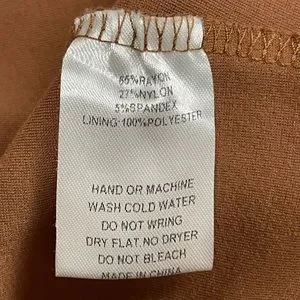 65%RAYON
27%NYLON
5%SPANDEX
LINING:100%POLYESTER
HAND OR MACHINE
WASH COLD WATER
DO NOT WRING
DRY FLAT NO DRYER
DO NOT BLEACH
MADE IN CHINA